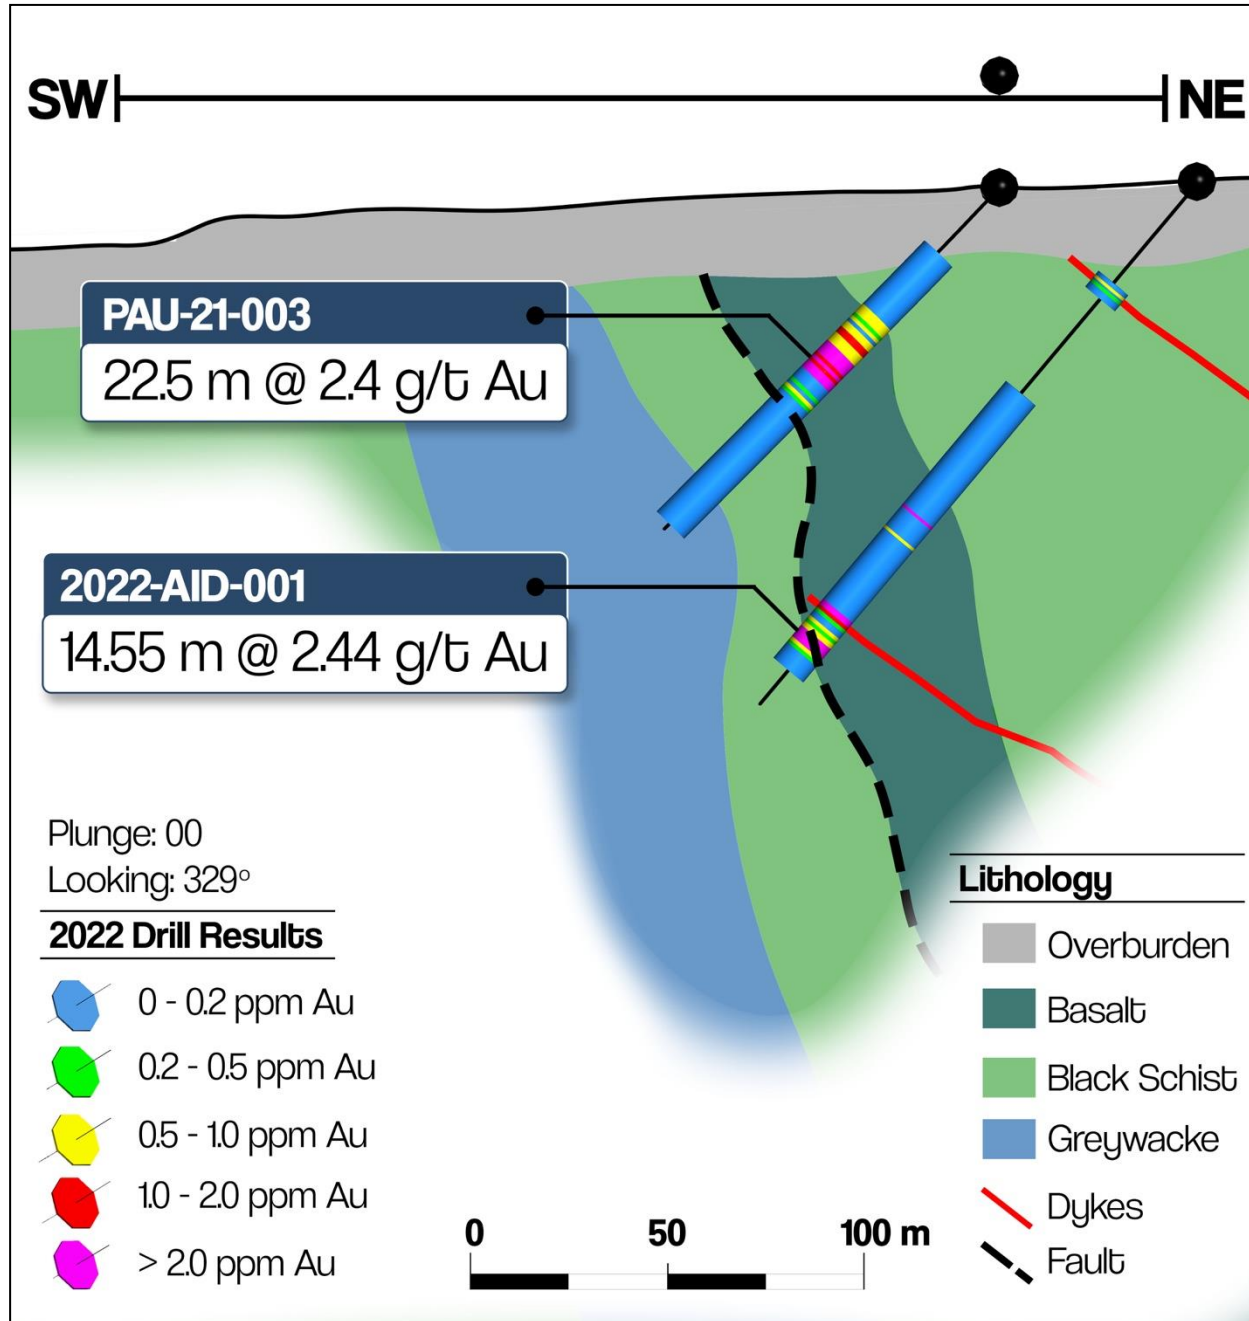 SW
NE
PAU-21-003
22.5 m @ 2.4 g/t Au
2022-AID-001
14.55 m @ 2.44 g/t Au
Plunge: 00
Looking: 329°
2022 Drill Results
0 - 0.2 ppm Au
0.2 - 0.5 ppm Au
0.5 - 1.0 ppm Au
1.0 - 2.0 ppm Au
> 2.0 ppm Au
0 50 100 m
Lithology
Overburden
Basalt
Black Schist
Greywacke
Dykes
Fault